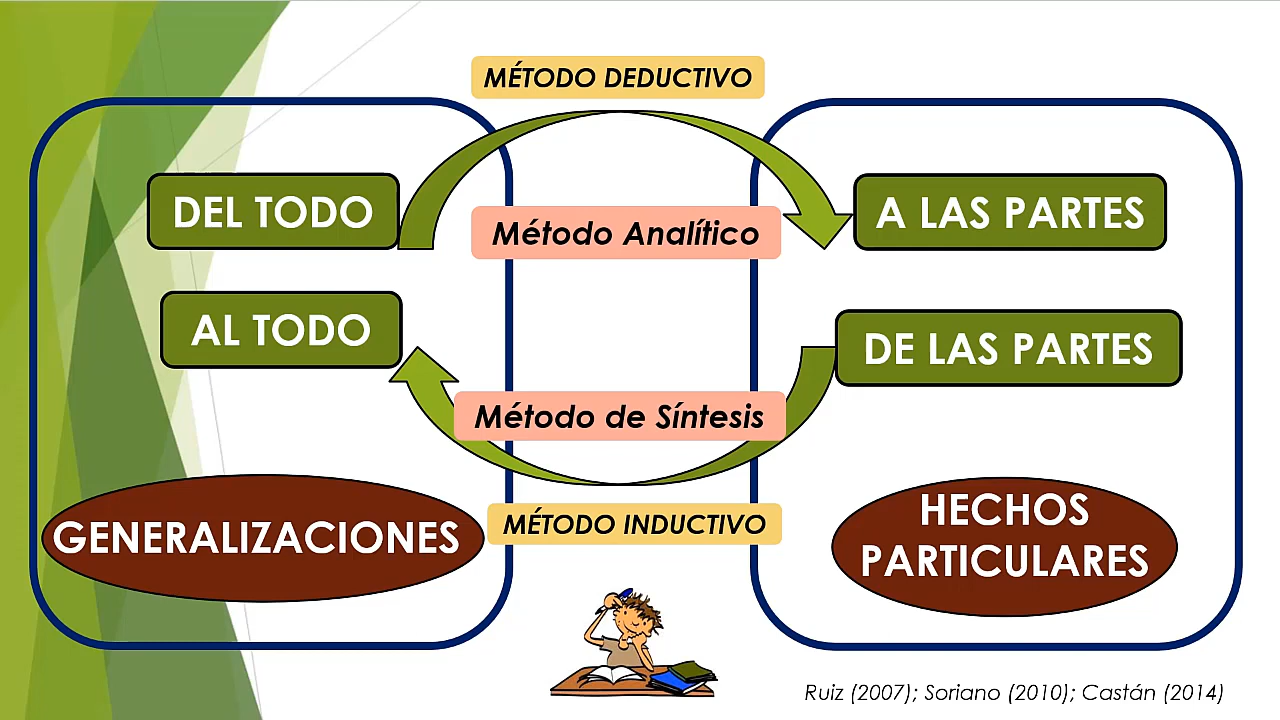 MÉTODO DEDUCTIVO
DEL TODO
Método Analítico
A LAS PARTES
AL TODO
DE LAS PARTES
Método de Síntesis
MÉTODO INDUCTIVO
GENERALIZACIONES
HECHOS
PARTICULARES
Ruiz (2007); Soriano (2010); Castán (2014)